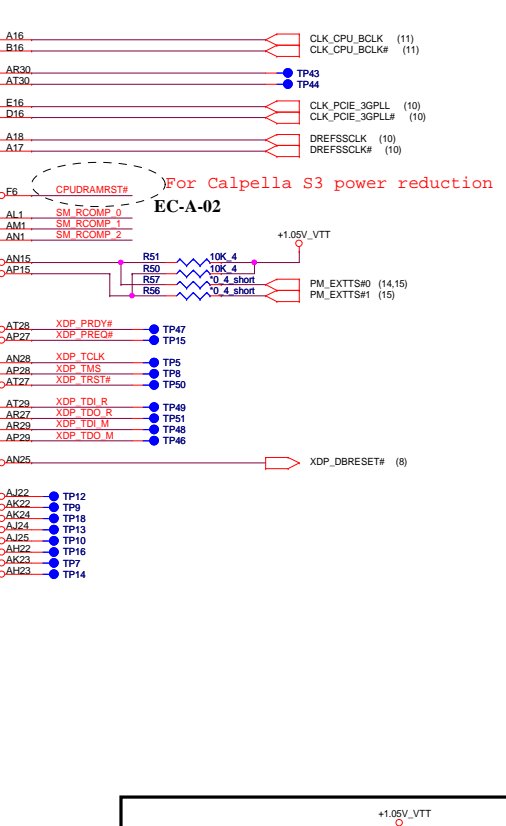 A16 CLK_CPU_BCLK (11)
B16 CLK_CPU_BCLK# (11)
AR30 TP43
AT30 TP44
E16 CLK_PCIE_3GPLL (10)
D16 CLK_PCIE_3GPLL# (10)
A18 DREFSSCLK (10)
A17 DREFSSCLK# (10)
For Calpella S3 power reduction
F6 CPUDRAMRST#
EC-A-02
AL1 SM_RCOMP_0
AM1 SM_RCOMP_1
AN1 SM_RCOMP_2
+1.05V_VTT
AN15 R51 10K_4
AP15 R50 10K_4
R57 *0_4_short PM_EXTTS#0 (14,15)
R56 *0_4_short PM_EXTTS#1 (15)
AT28 XDP_PRDY# TP47
AP27 XDP_PREQ# TP15
AN28 XDP_TCLK TP5
AP28 XDP_TMS TP8
AT27 XDP_TRST# TP50
AT29 XDP_TDI_R TP49
AR27 XDP_TDO_R TP51
AR29 XDP_TDI_M TP48
AP29 XDP_TDO_M TP46
AN25 XDP_DBRESET# (8)
AJ22 TP12
AK22 TP9
AK24 TP18
AJ24 TP13
AJ25 TP10
AH22 TP16
AK23 TP7
AH23 TP14
+1.05V_VTT